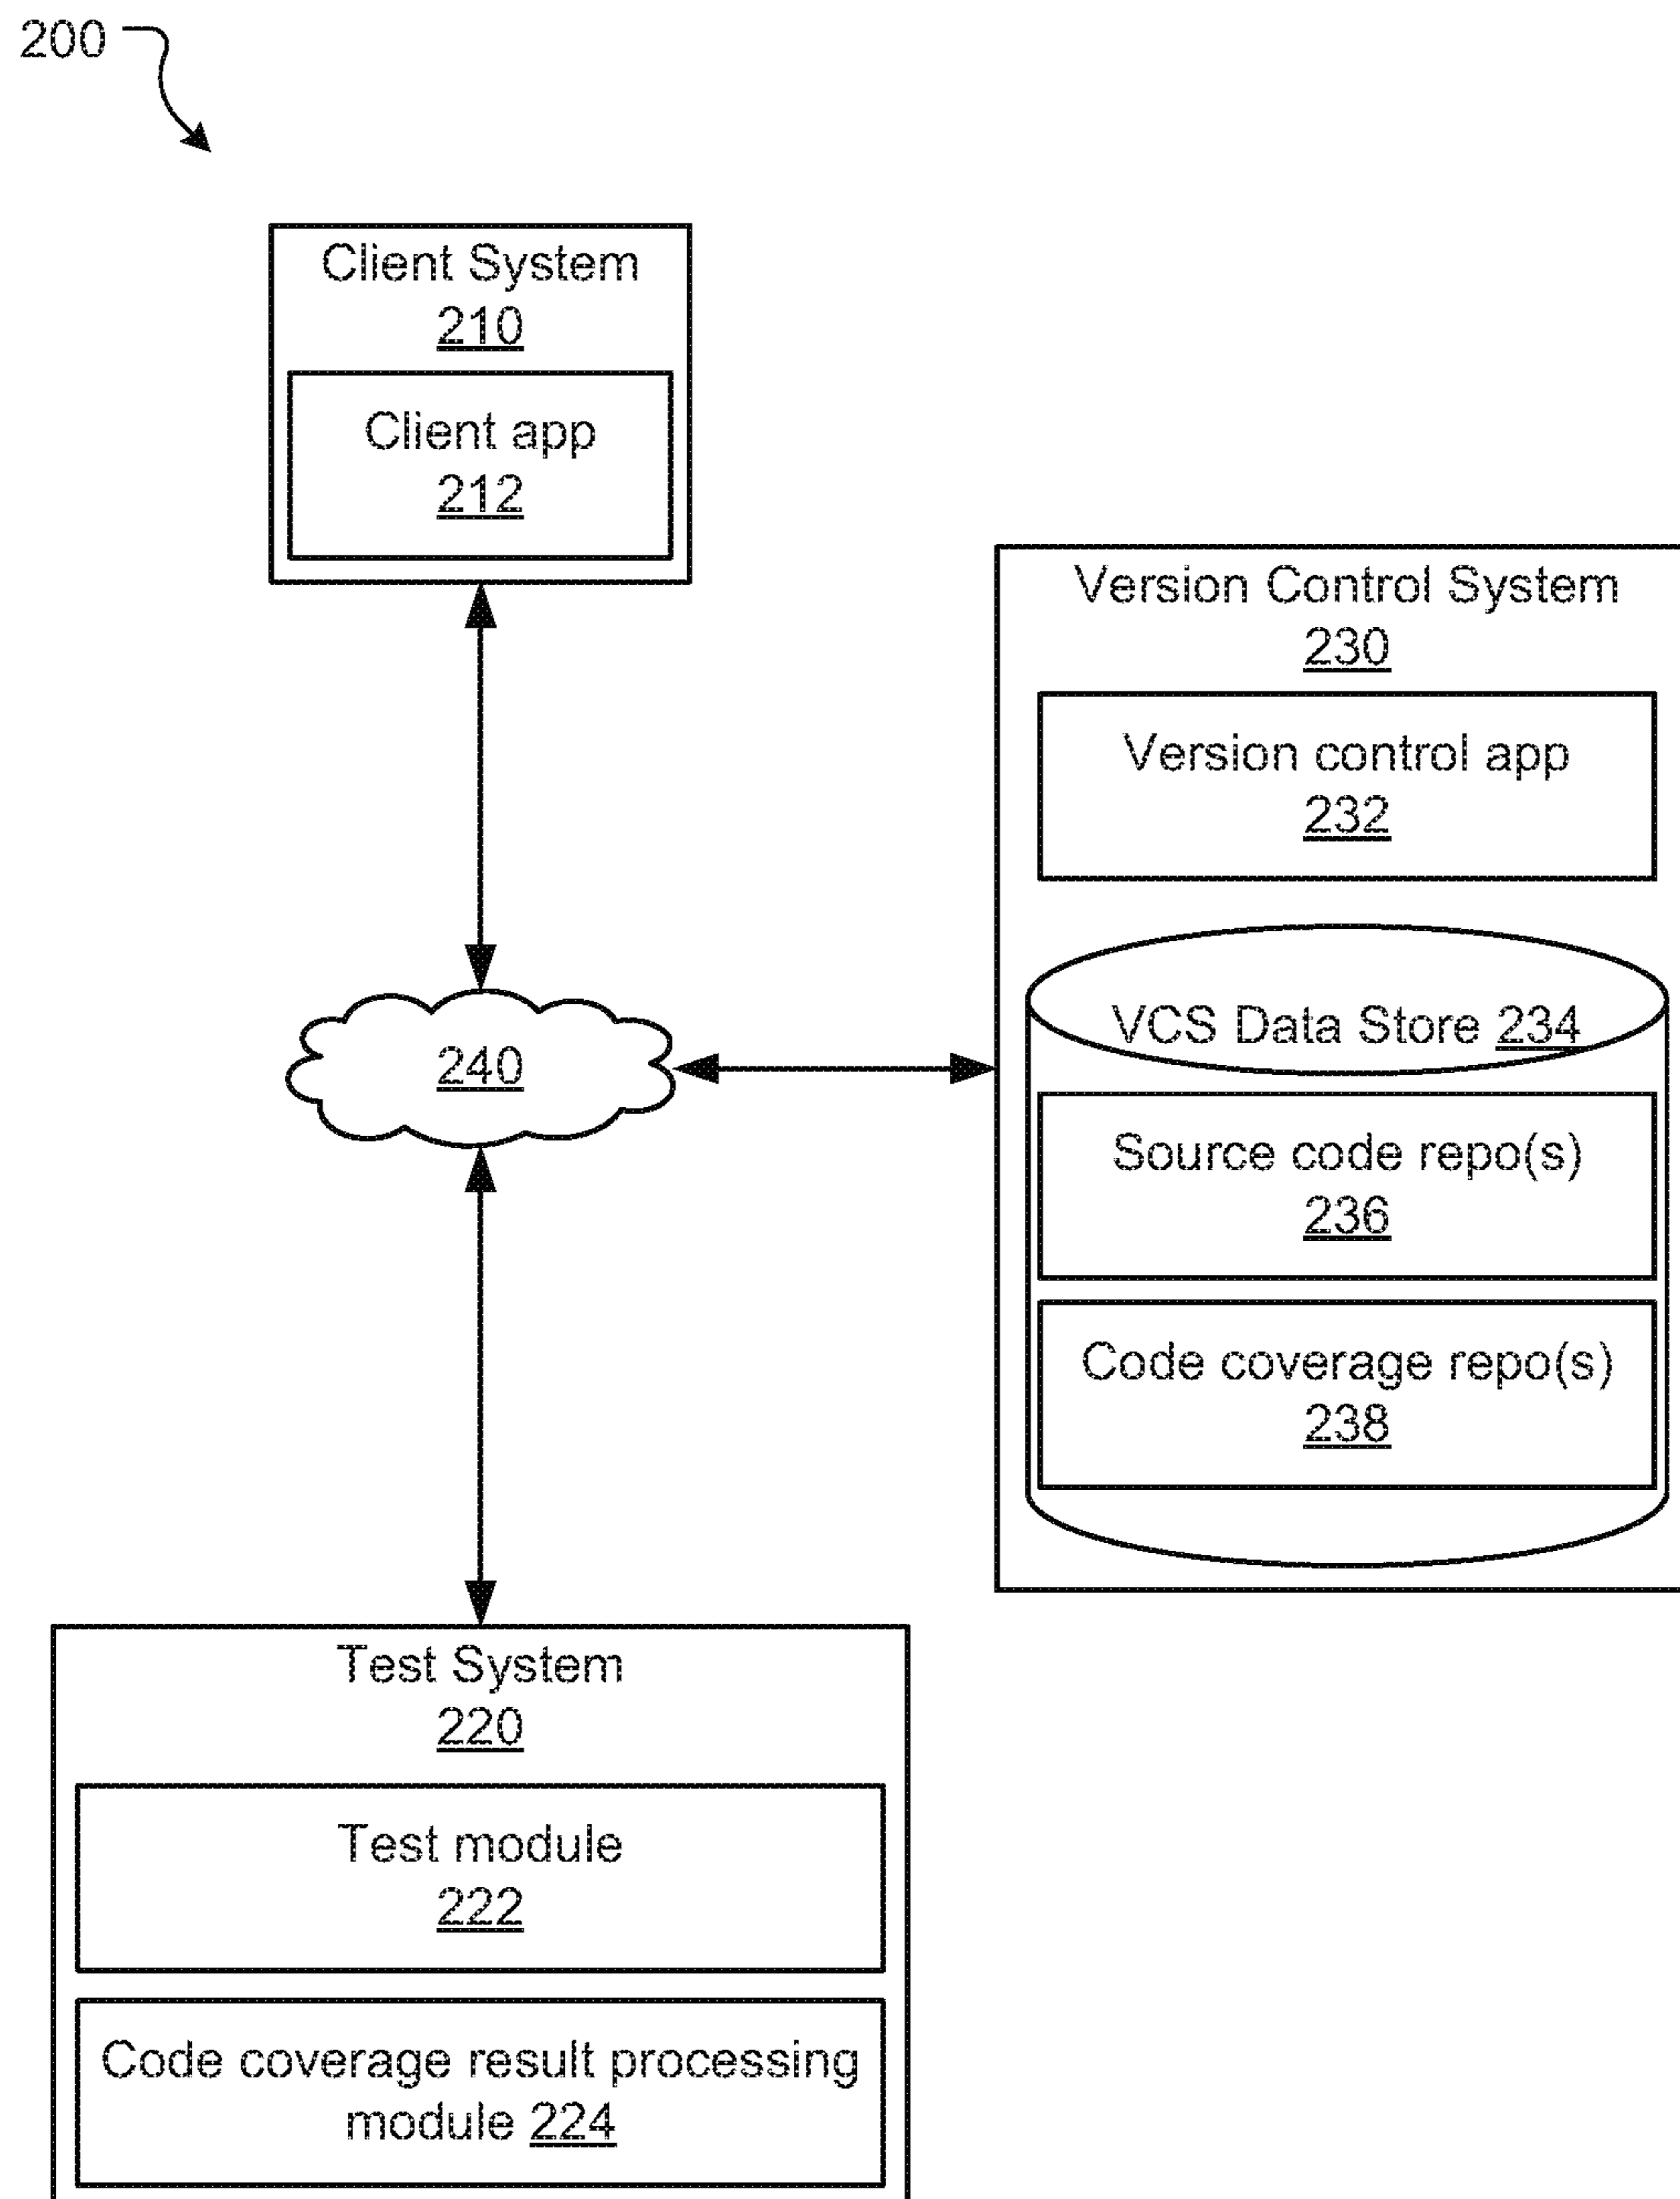 200
Client System
210
Client app
212
Version Control System
230
Version control app
232
VCS Data Store 234
240
Source code repo(s)
236
Code coverage repo(s)
238
Test System
220
Test module
222
Code coverage result processing
module 224